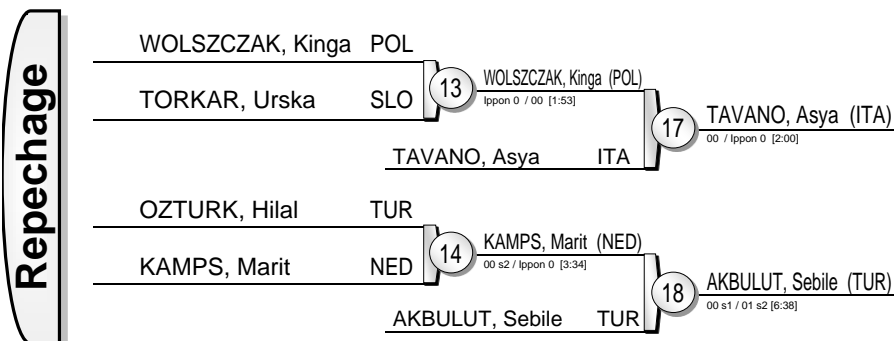 Repechage
WOLSZCZAK, Kinga POL
TORKAR, Urska SLO
13
WOLSZCZAK, Kinga (POL)
Ippon 0 / 00 [1:53]
TAVANO, Asya ITA
17
TAVANO, Asya (ITA)
00 / Ippon 0 [2:00]
OZTURK, Hilal TUR
KAMPS, Marit NED
14
KAMPS, Marit (NED)
00 s2 / Ippon 0 [3:34]
AKBULUT, Sebile TUR
18
AKBULUT, Sebile (TUR)
00 s1 / 01 s2 [6:38]